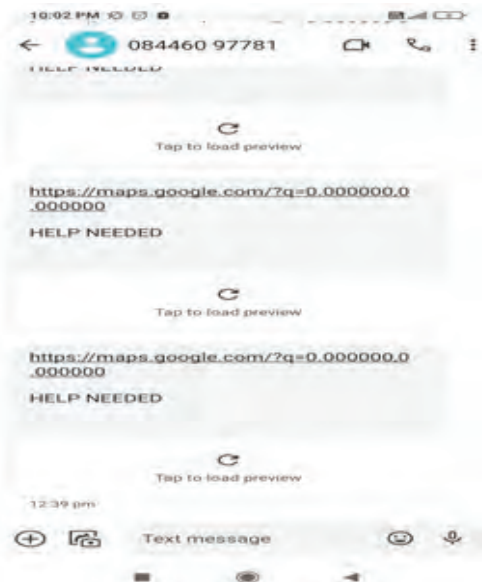 10:02 PM
084460 97781
HELP NEEDED
Tap to load preview
https://maps.google.com/?q=0.000000,0
.000000
HELP NEEDED
Tap to load preview
https://maps.google.com/?q=0.000000,0
.000000
HELP NEEDED
Tap to load preview
12:39 pm
Text message